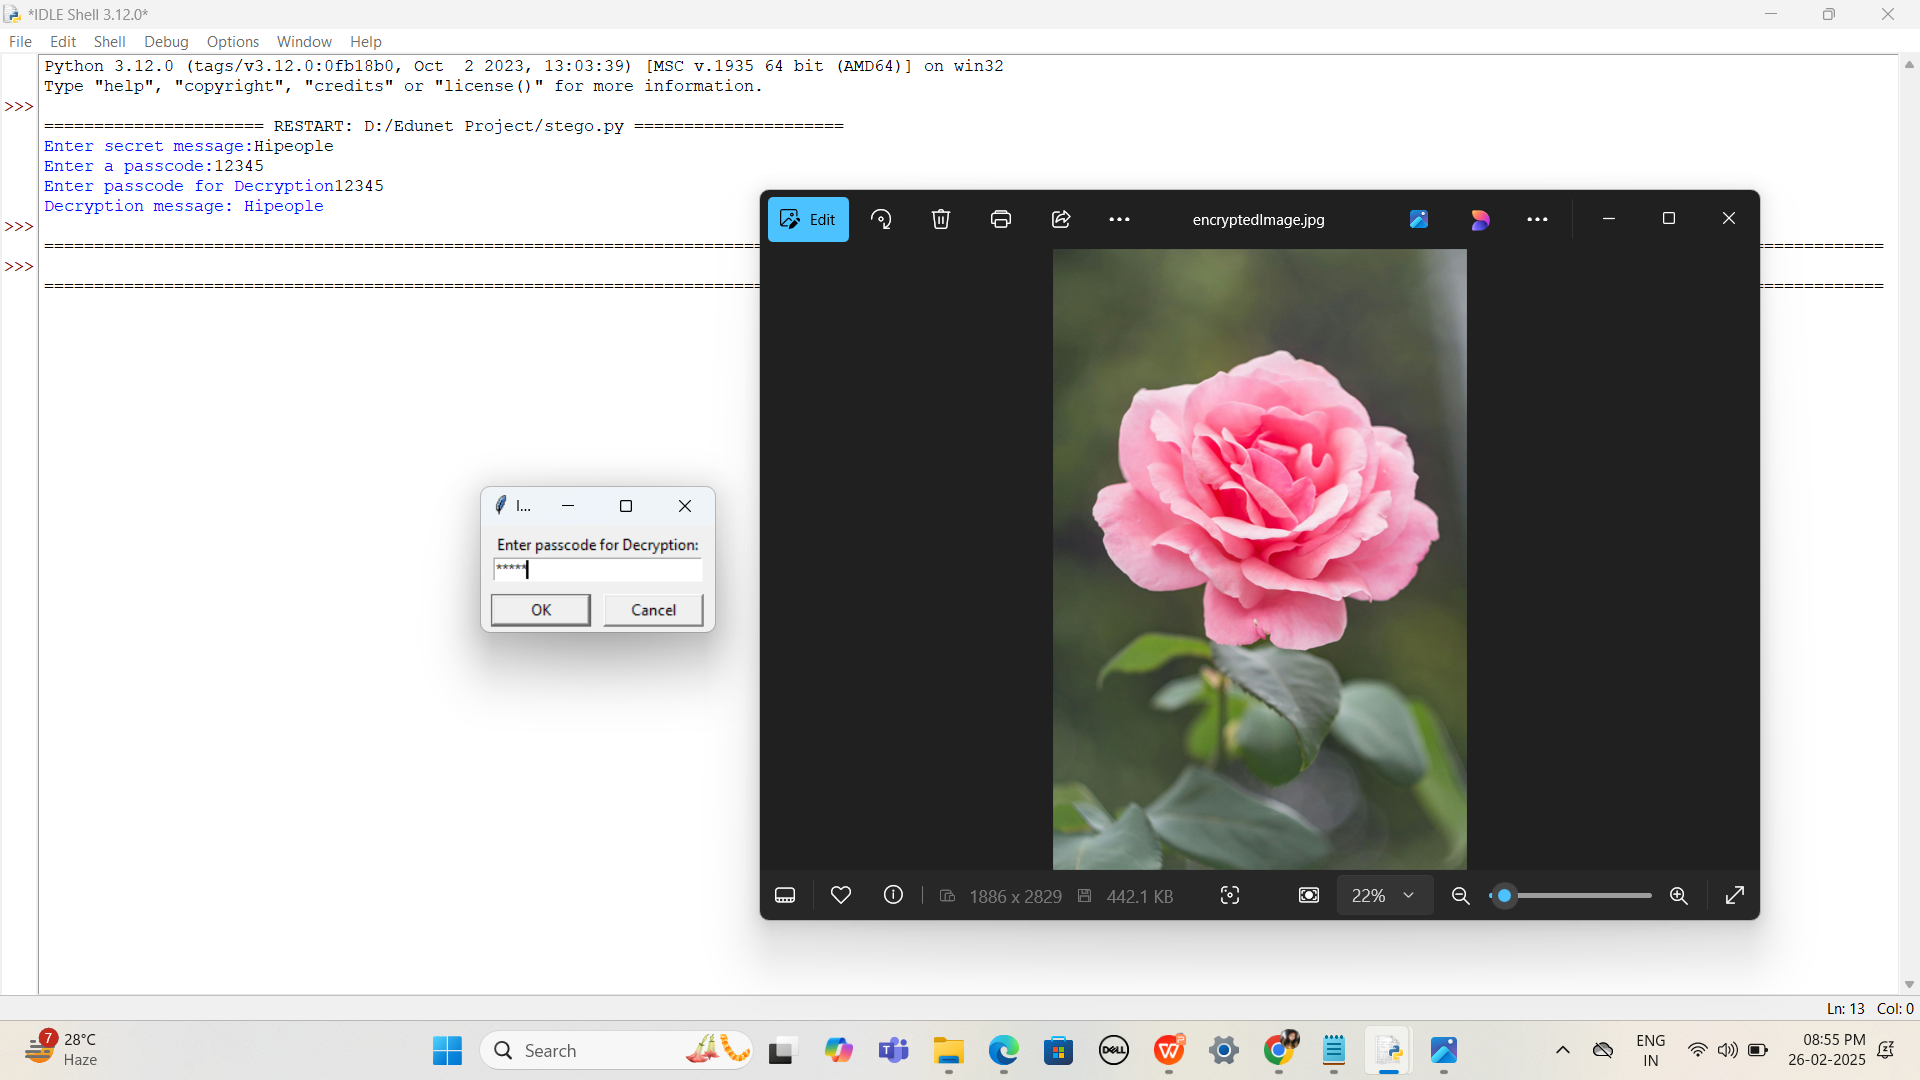 *IDLE Shell 3.12.0*
File Edit Shell Debug Options Window Help
Python 3.12.0 (tags/v3.12.0:0fb18b0, Oct  2 2023, 13:03:39) [MSC v.1935 64 bit (AMD64)] on win32
Type "help", "copyright", "credits" or "license()" for more information.
>>>
====================== RESTART: D:/Edunet Project/stego.py =====================
Enter secret message:Hipeople
Enter a passcode:12345
Enter passcode for Decryption12345
Decryption message: Hipeople
>>>
>>>
Edit
encryptedImage.jpg
I...
Enter passcode for Decryption:
*****
OK Cancel
1886 x 2829 442.1 KB 22%
Ln: 13 Col: 0
7
28°C
Haze
Search
DELL
ENG
IN
08:55 PM
26-02-2025